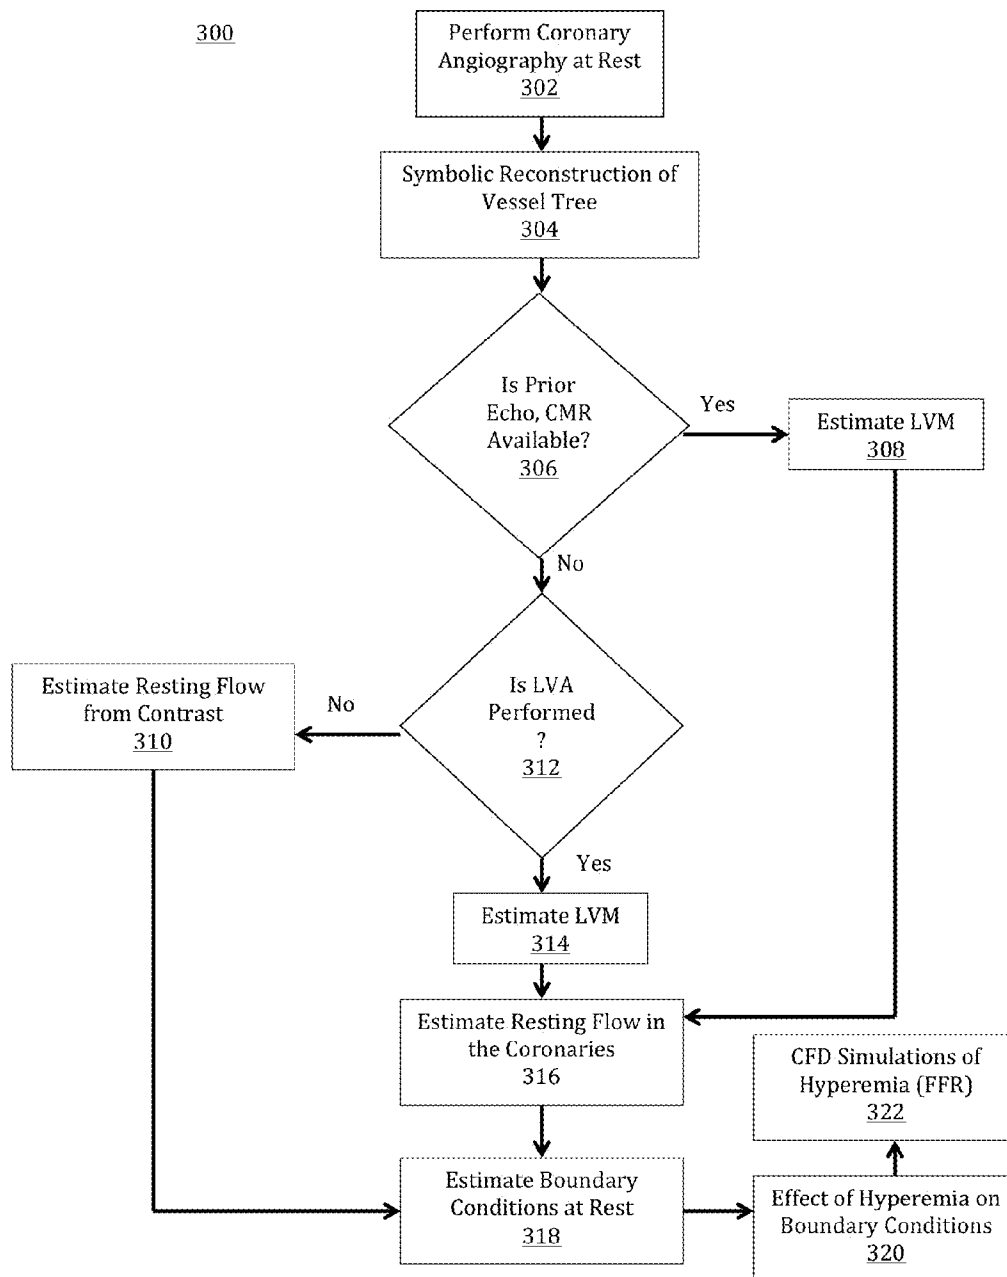 300
Perform Coronary
Angiography at Rest
302
Symbolic Reconstruction of
Vessel Tree
304
Is Prior
Echo, CMR
Available?
306
Yes
Estimate LVM
308
No
Is LVA
Performed
?
312
No
Estimate Resting Flow
from Contrast
310
Yes
Estimate LVM
314
Estimate Resting Flow in
the Coronaries
316
Estimate Boundary
Conditions at Rest
318
Effect of Hyperemia on
Boundary Conditions
320
CFD Simulations of
Hyperemia (FFR)
322